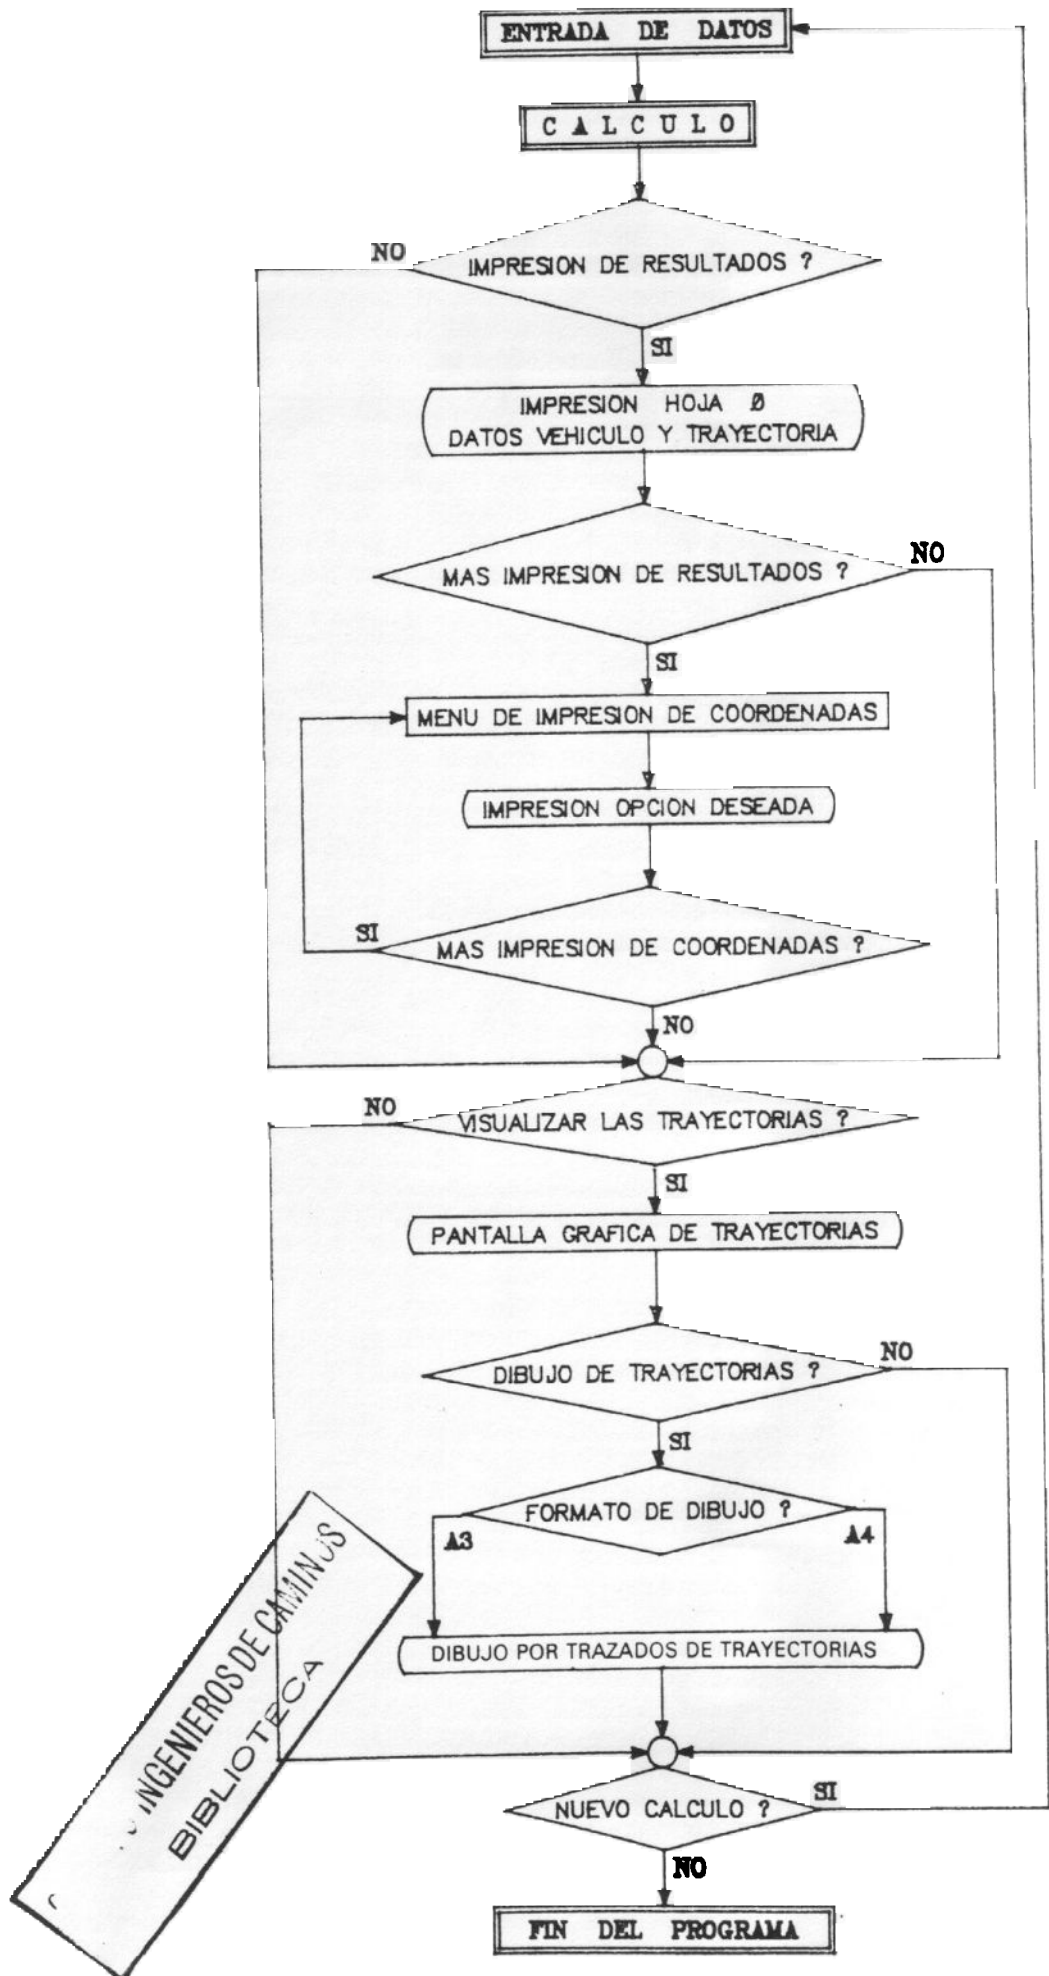 ENTRADA DE DATOS
CALCULO
NO
IMPRESION DE RESULTADOS ?
SI
IMPRESION HOJA Ø
DATOS VEHICULO Y TRAYECTORIA
NO
MAS IMPRESION DE RESULTADOS ?
SI
MENU DE IMPRESION DE COORDENADAS
IMPRESION OPCION DESEADA
SI
MAS IMPRESION DE COORDENADAS ?
NO
NO
VISUALIZAR LAS TRAYECTORIAS ?
SI
PANTALLA GRAFICA DE TRAYECTORIAS
NO
DIBUJO DE TRAYECTORIAS ?
SI
FORMATO DE DIBUJO ?
A3
A4
DIBUJO POR TRAZADOS DE TRAYECTORIAS
SI
NUEVO CALCULO ?
NO
FIN DEL PROGRAMA
INGENIEROS DE CAMINOS
BIBLIOTECA